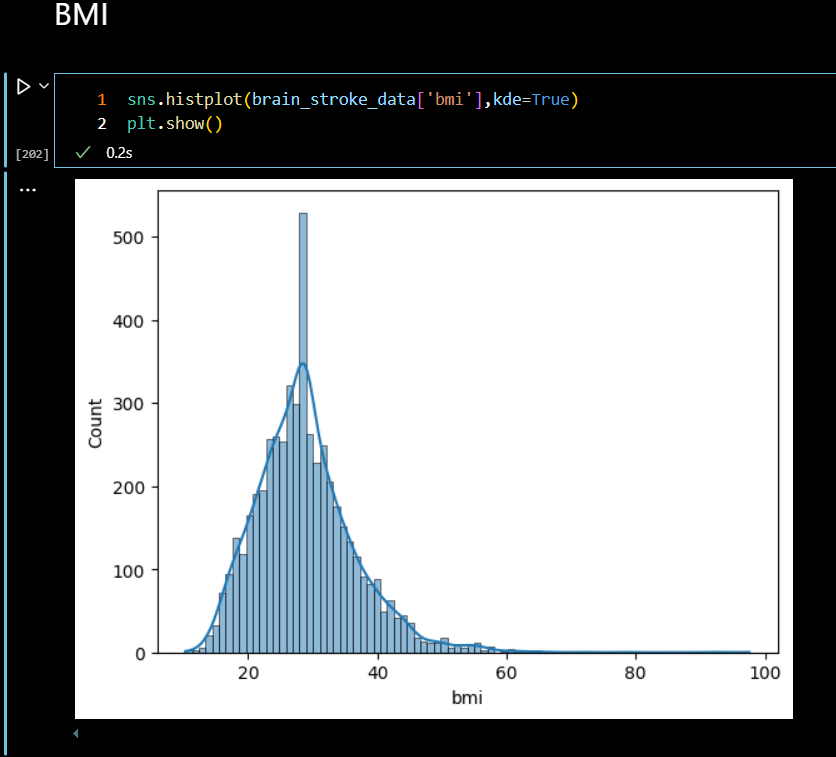 BMI
1 sns.histplot(brain_stroke_data['bmi'],kde=True)
2 plt.show()
[202]
0.2s
...
500
400
300
200
100
0
Count
20 40 60 80 100
bmi